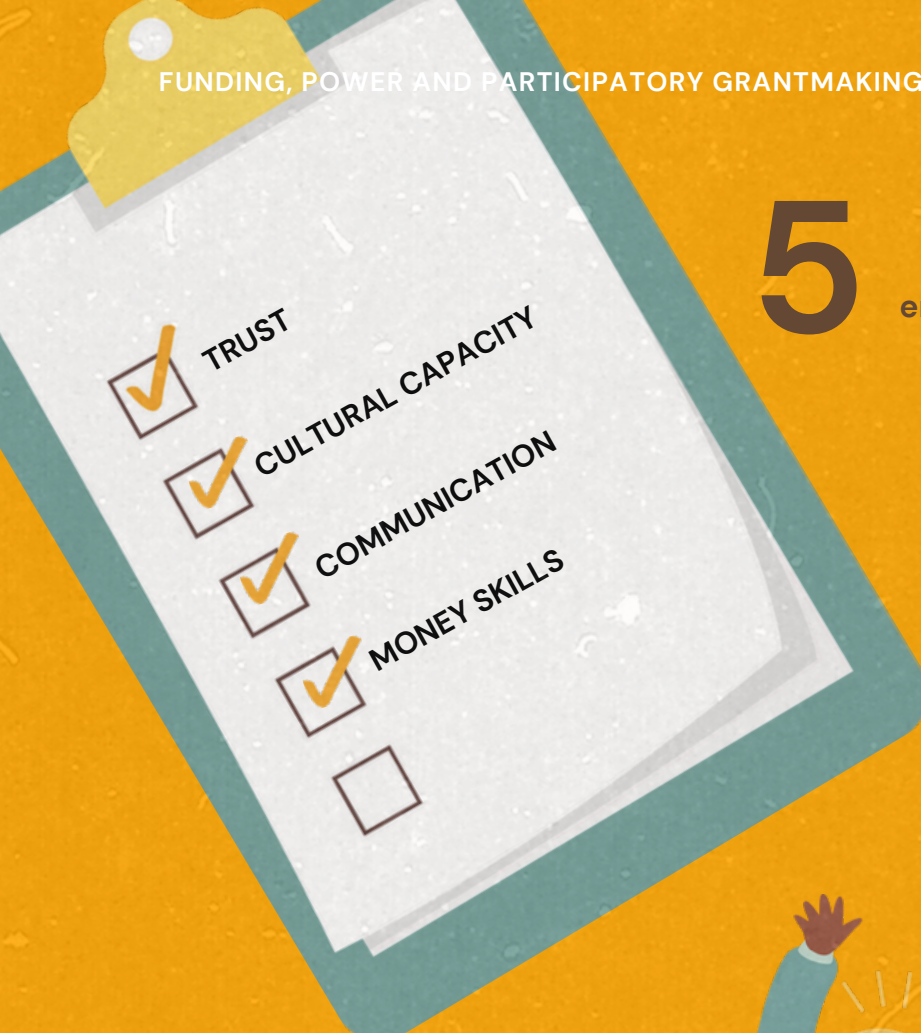 FUNDING, POWER AND PARTICIPATORY GRANTMAKING
5
TRUST
CULTURAL CAPACITY
COMMUNICATION
MONEY SKILLS